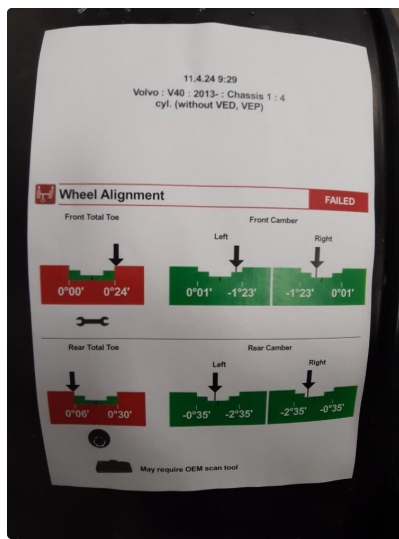 11.4.24 9:29
Volvo : V40 : 2013- : Chassis 1 : 4
cyl. (without VED, VEP)
Wheel Alignment FAILED
Front Total Toe Front Camber
Left Right
0°00' 0°24' 0°01' -1°23' -1°23' 0°01'
Rear Total Toe Rear Camber
Left Right
0°06' 0°30' -0°35' -2°35' -2°35' -0°35'
May require OEM scan tool